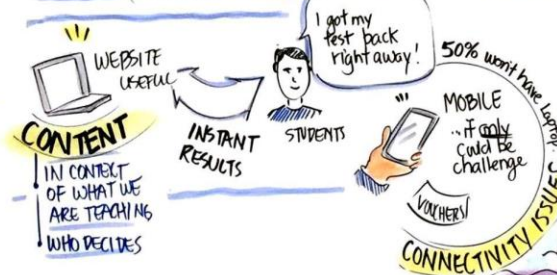 WEBSITE
USEFUL
CONTENT
IN CONTEXT
OF WHAT WE
ARE TEACHING
WHO DECIDES
INSTANT
RESULTS
STUDENTS
I got my
test back
right away!
50% won't have laptop
MOBILE
...if only
could be
challenge
VOUCHERS
CONNECTIVITY ISSUES